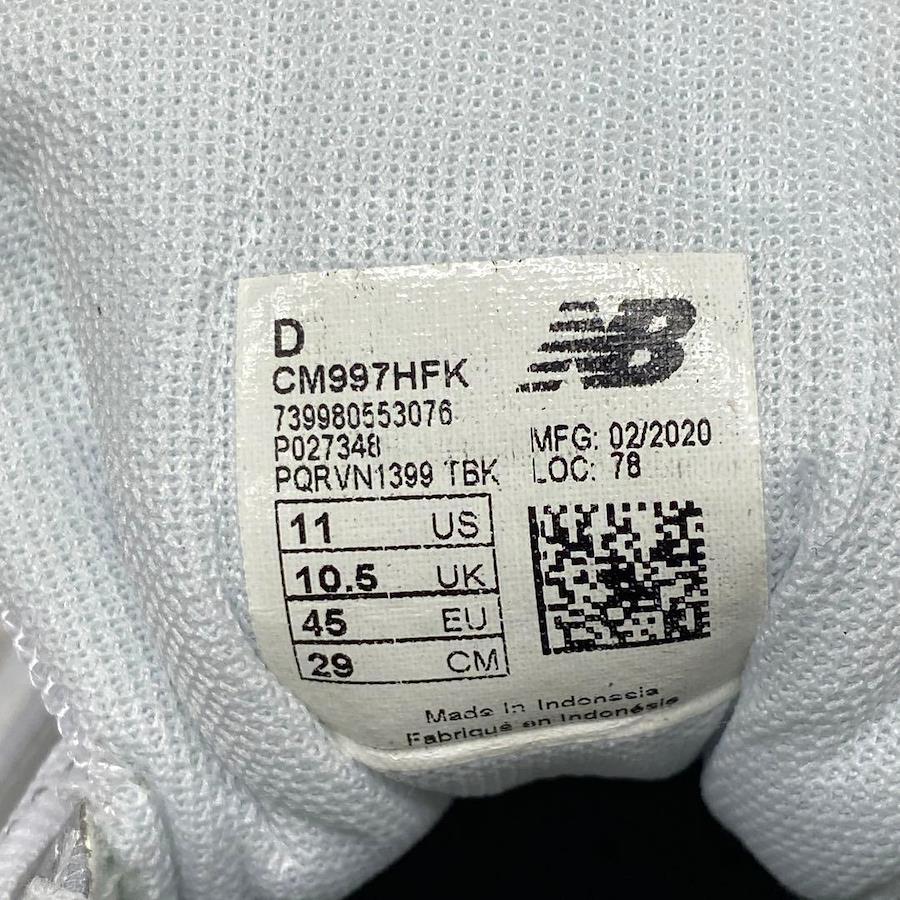 D
CM997HFK
739980553076
P027348
PQRVN1399 TBK
NB
MFG: 02/2020
LOC: 78
11 US
10.5 UK
45 EU
29 CM
Made In Indonesia
Fabriqué en Indonésie